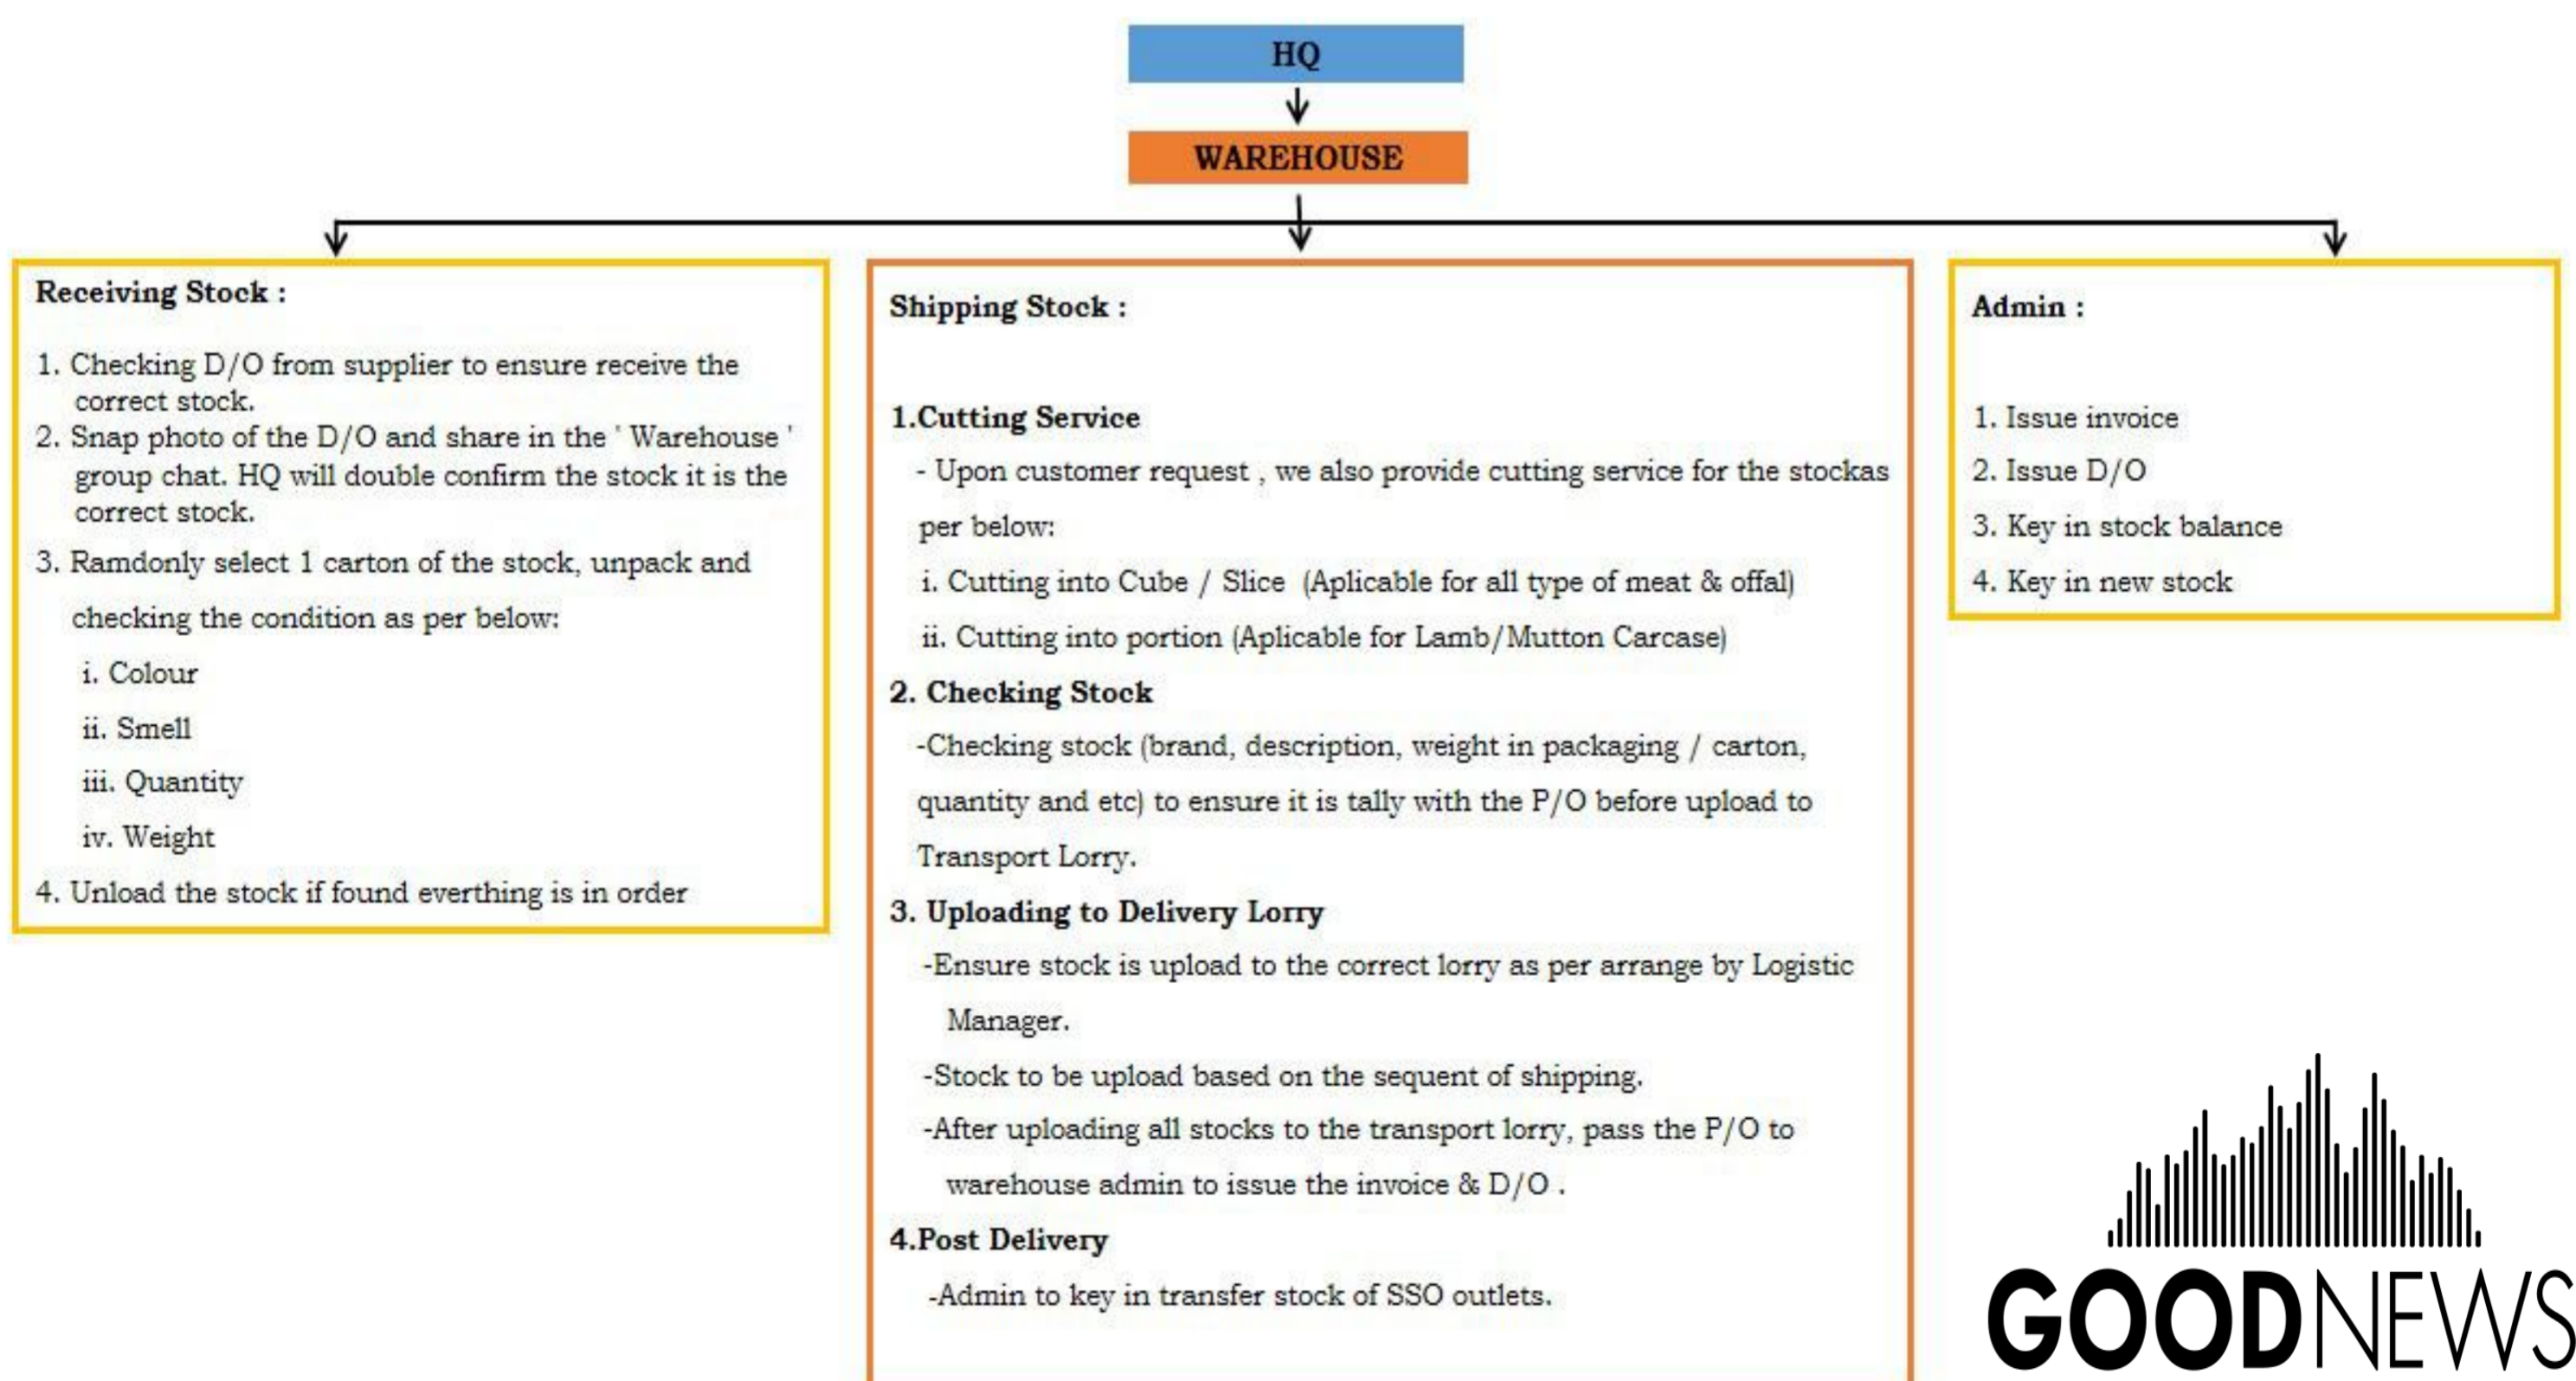 HQ
WAREHOUSE
Receiving Stock :
1. Checking D/O from supplier to ensure receive the
correct stock.
2. Snap photo of the D/O and share in the ' Warehouse '
group chat. HQ will double confirm the stock it is the
correct stock.
3. Ramdonly select 1 carton of the stock, unpack and
checking the condition as per below:
i. Colour
ii. Smell
iii. Quantity
iv. Weight
4. Unload the stock if found everthing is in order
Shipping Stock :
1.Cutting Service
- Upon customer request , we also provide cutting service for the stockas
per below:
i. Cutting into Cube / Slice (Aplicable for all type of meat & offal)
ii. Cutting into portion (Aplicable for Lamb/Mutton Carcase)
2. Checking Stock
-Checking stock (brand, description, weight in packaging / carton,
quantity and etc) to ensure it is tally with the P/O before upload to
Transport Lorry.
3. Uploading to Delivery Lorry
-Ensure stock is upload to the correct lorry as per arrange by Logistic
Manager.
-Stock to be upload based on the sequent of shipping.
-After uploading all stocks to the transport lorry, pass the P/O to
warehouse admin to issue the invoice & D/O .
4.Post Delivery
-Admin to key in transfer stock of SSO outlets.
Admin :
1. Issue invoice
2. Issue D/O
3. Key in stock balance
4. Key in new stock
GOODNEWS